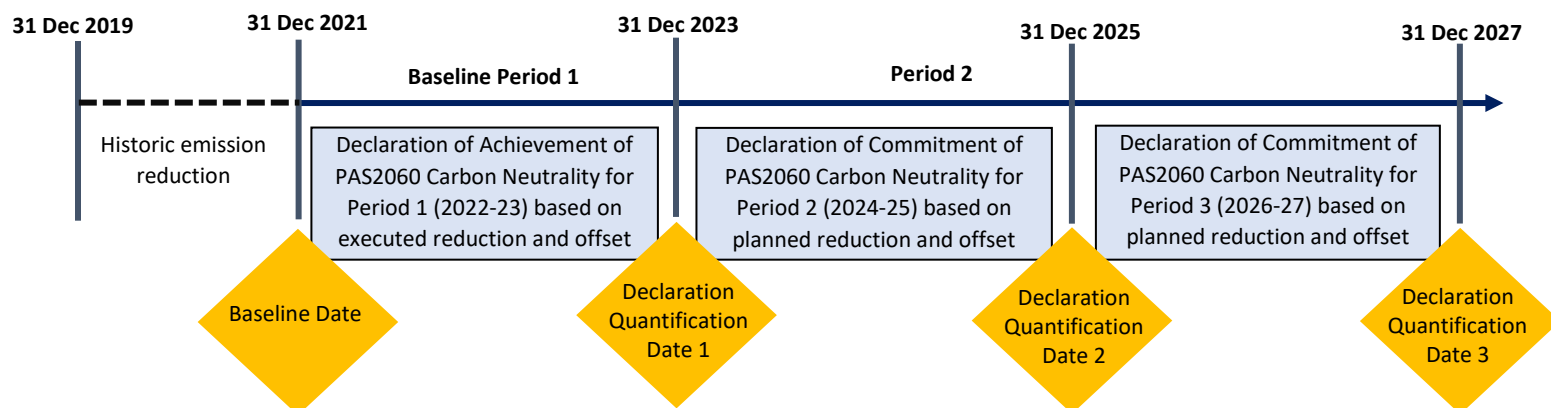 31 Dec 2019
31 Dec 2021
31 Dec 2023
31 Dec 2025
31 Dec 2027
Baseline Period 1
Period 2
Historic emission
reduction
Declaration of Achievement of
PAS2060 Carbon Neutrality for
Period 1 (2022-23) based on
executed reduction and offset
Declaration of Commitment of
PAS2060 Carbon Neutrality for
Period 2 (2024-25) based on
planned reduction and offset
Declaration of Commitment of
PAS2060 Carbon Neutrality for
Period 3 (2026-27) based on
planned reduction and offset
Baseline Date
Declaration
Quantification
Date 1
Declaration
Quantification
Date 2
Declaration
Quantification
Date 3